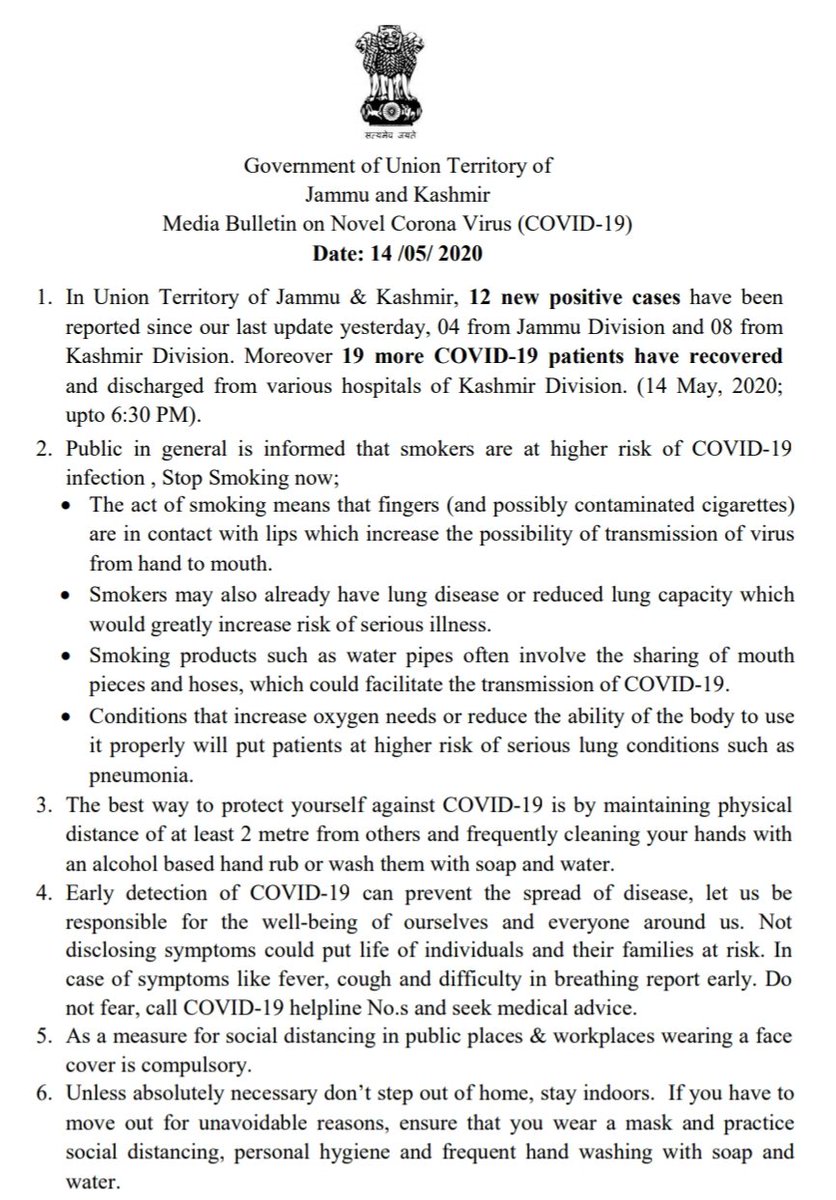 सत्यमेव जयते
Government of Union Territory of
Jammu and Kashmir
Media Bulletin on Novel Corona Virus (COVID-19)
Date: 14 /05/ 2020
1. In Union Territory of Jammu & Kashmir, 12 new positive cases have been
reported since our last update yesterday, 04 from Jammu Division and 08 from
Kashmir Division. Moreover 19 more COVID-19 patients have recovered
and discharged from various hospitals of Kashmir Division. (14 May, 2020;
upto 6:30 PM).
2. Public in general is informed that smokers are at higher risk of COVID-19
infection , Stop Smoking now;
• The act of smoking means that fingers (and possibly contaminated cigarettes)
are in contact with lips which increase the possibility of transmission of virus
from hand to mouth.
• Smokers may also already have lung disease or reduced lung capacity which
would greatly increase risk of serious illness.
• Smoking products such as water pipes often involve the sharing of mouth
pieces and hoses, which could facilitate the transmission of COVID-19.
• Conditions that increase oxygen needs or reduce the ability of the body to use
it properly will put patients at higher risk of serious lung conditions such as
pneumonia.
3. The best way to protect yourself against COVID-19 is by maintaining physical
distance of at least 2 metre from others and frequently cleaning your hands with
an alcohol based hand rub or wash them with soap and water.
4. Early detection of COVID-19 can prevent the spread of disease, let us be
responsible for the well-being of ourselves and everyone around us. Not
disclosing symptoms could put life of individuals and their families at risk. In
case of symptoms like fever, cough and difficulty in breathing report early. Do
not fear, call COVID-19 helpline No.s and seek medical advice.
5. As a measure for social distancing in public places & workplaces wearing a face
cover is compulsory.
6. Unless absolutely necessary don’t step out of home, stay indoors. If you have to
move out for unavoidable reasons, ensure that you wear a mask and practice
social distancing, personal hygiene and frequent hand washing with soap and
water.